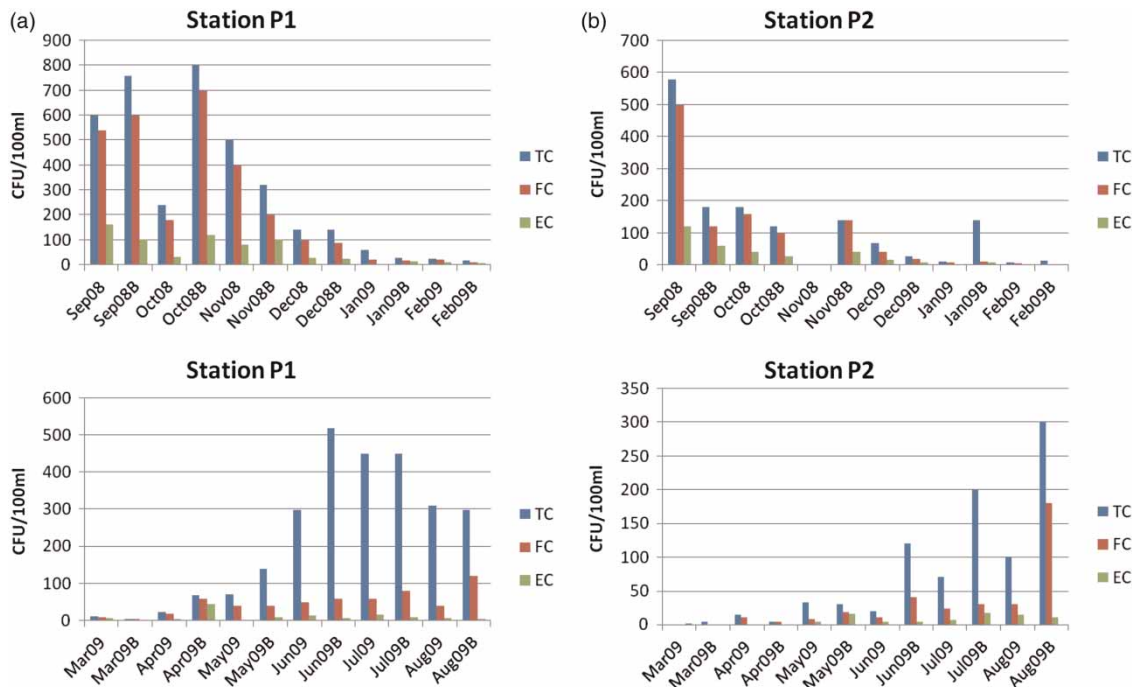 (a)
Station P1
CFU/100ml
900
800
700
600
500
400
300
200
100
0
Sep08
Sep08B
Oct08
Oct08B
Nov08
Nov08B
Dec08
Dec08B
Jan09
Jan09B
Feb09
Feb09B
TC
FC
EC
(b)
Station P2
CFU/100ml
700
600
500
400
300
200
100
0
Sep08
Sep08B
Oct08
Oct08B
Nov08
Nov08B
Dec09
Dec09B
Jan09
Jan09B
Feb09
Feb09B
TC
FC
EC
Station P1
CFU/100ml
600
500
400
300
200
100
0
Mar09
Mar09B
Apr09
Apr09B
May09
May09B
Jun09
Jun09B
Jul09
Jul09B
Aug09
Aug09B
TC
FC
EC
Station P2
CFU/100ml
350
300
250
200
150
100
50
0
Mar09
Mar09B
Apr09
Apr09B
May09
May09B
Jun09
Jun09B
Jul09
Jul09B
Aug09
Aug09B
TC
FC
EC